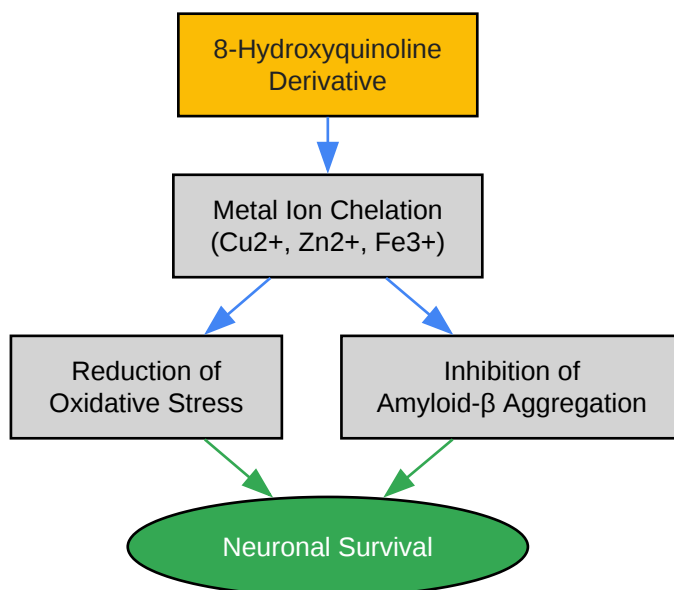 8-Hydroxyquinoline
Derivative
Metal Ion Chelation
(Cu2+, Zn2+, Fe3+)
Reduction of
Oxidative Stress
Inhibition of
Amyloid-β Aggregation
Neuronal Survival